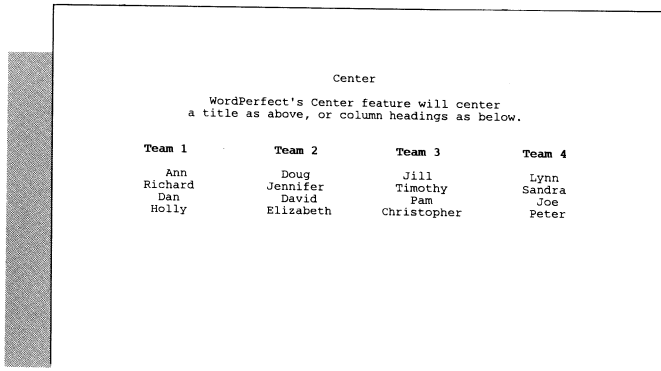 Center
WordPerfect's Center feature will center
a title as above, or column headings as below.
Team 1 Team 2 Team 3 Team 4
Ann Doug Jill Lynn
Richard Jennifer Timothy Sandra
Dan David Pam Joe
Holly Elizabeth Christopher Peter